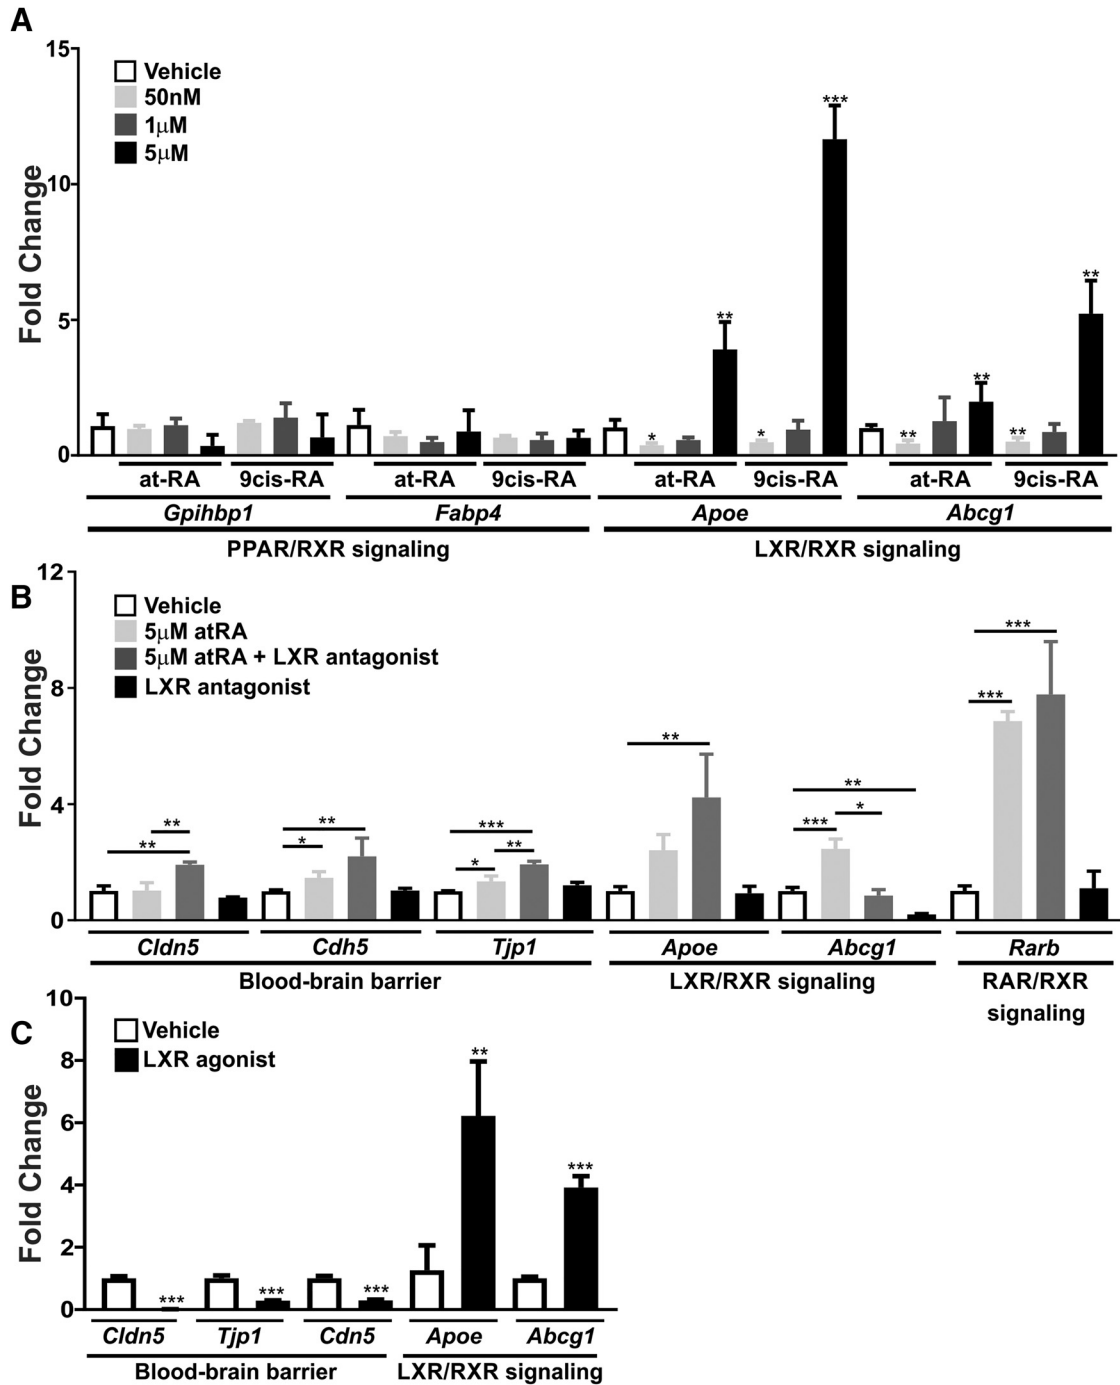 A
15
10
5
0
Fold Change
Vehicle
50nM
1μM
5μM
*
**
*
***
**
**
**
**
at-RA 9cis-RA at-RA 9cis-RA at-RA 9cis-RA at-RA 9cis-RA
Gpihbp1 Fabp4 Apoe Abcg1
PPAR/RXR signaling LXR/RXR signaling
B
12
8
4
0
Fold Change
Vehicle
5μM atRA
5μM atRA + LXR antagonist
LXR antagonist
**
**
**
*
***
**
*
**
**
*
***
***
***
Cldn5 Cdh5 Tjp1 Apoe Abcg1 Rarb
Blood-brain barrier LXR/RXR signaling RAR/RXR
signaling
C
10
8
6
4
2
0
Fold Change
Vehicle
LXR agonist
***
***
***
**
***
Cldn5 Tjp1 Cdn5 Apoe Abcg1
Blood-brain barrier LXR/RXR signaling